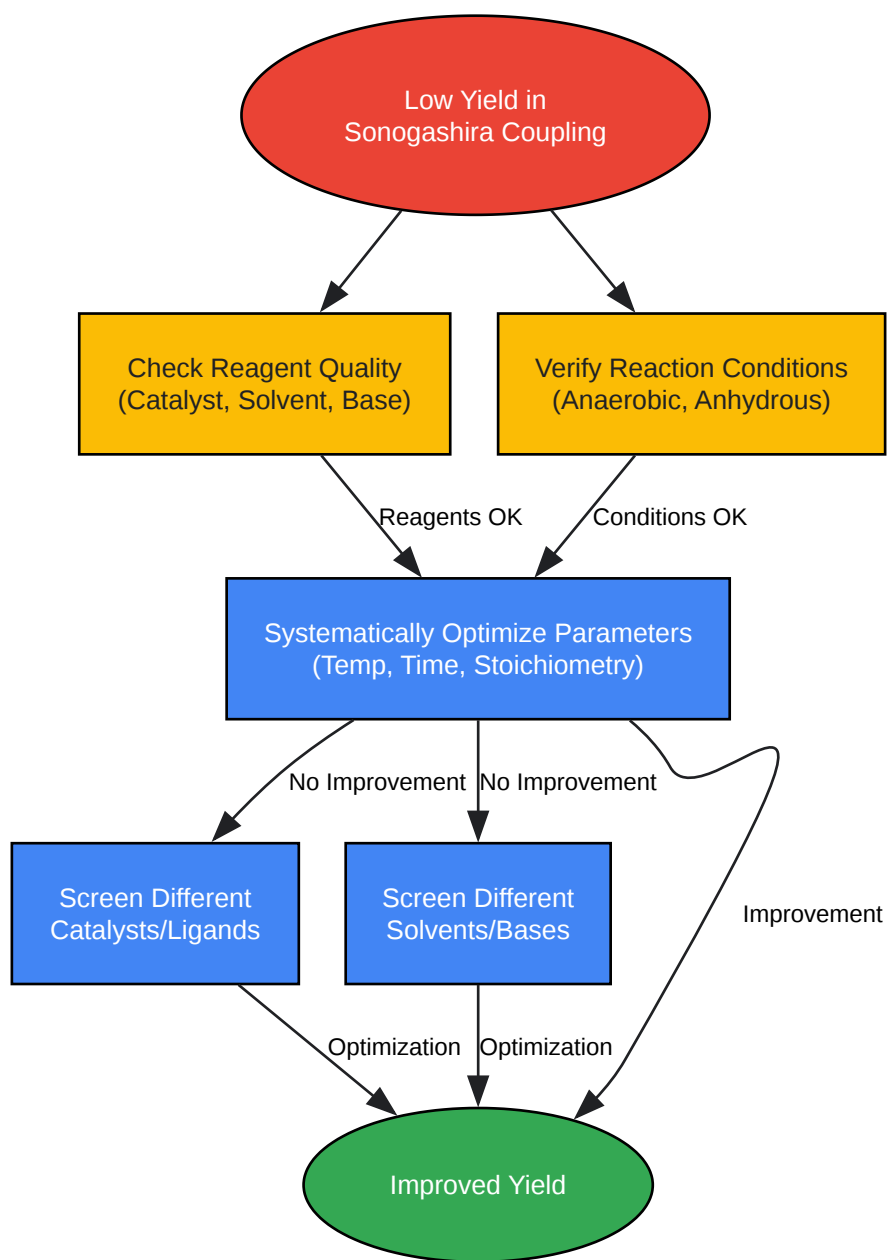 Low Yield in
Sonogashira Coupling
Check Reagent Quality
(Catalyst, Solvent, Base)
Verify Reaction Conditions
(Anaerobic, Anhydrous)
Reagents OK
Conditions OK
Systematically Optimize Parameters
(Temp, Time, Stoichiometry)
No Improvement
No Improvement
Screen Different
Catalysts/Ligands
Screen Different
Solvents/Bases
Improvement
Optimization
Optimization
Improved Yield